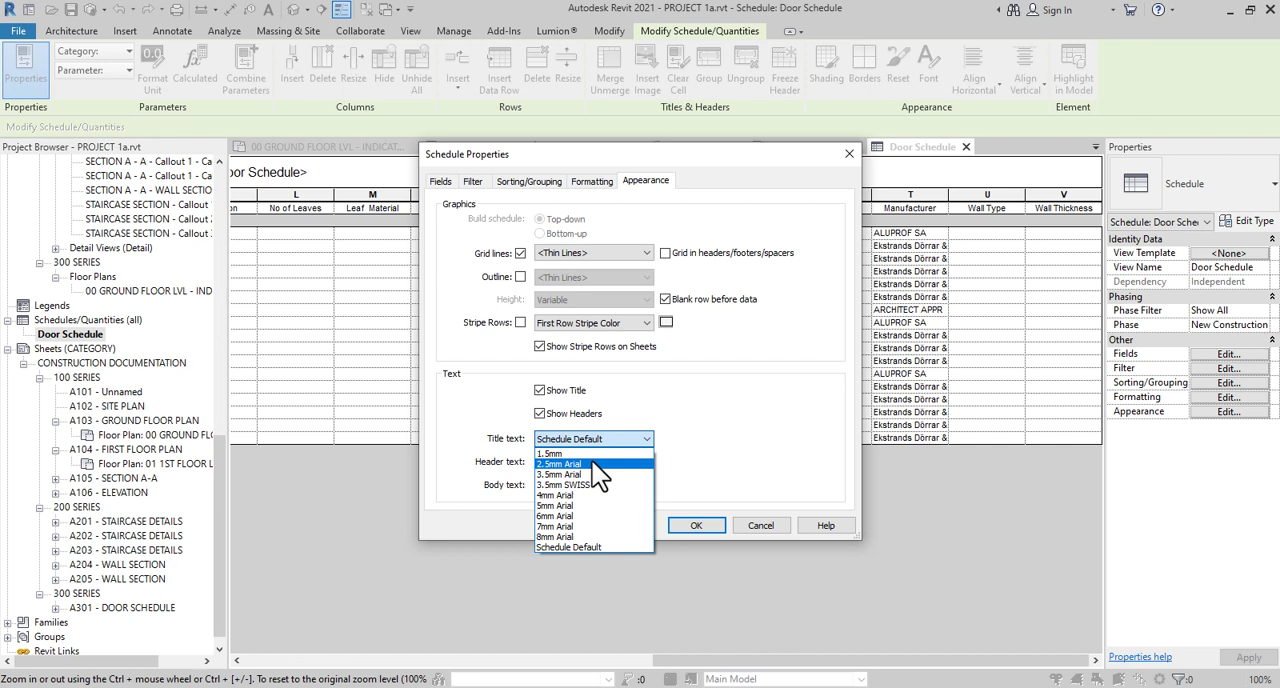 Autodesk Revit 2021 - PROJECT 1a.rvt - Schedule: Door Schedule
Sign In
File Architecture Insert Annotate Analyze Massing & Site Collaborate View Manage Add-Ins Lumion® Modify Modify Schedule/Quantities
Category:
Parameter:
Properties
Format Unit
Calculated
Combine Parameters
Insert Delete Resize Hide Unhide All
Insert
Insert Data Row
Delete Resize
Merge Unmerge
Insert Image
Clear Cell
Group Ungroup
Freeze Header
Shading Borders Reset Font
Align Horizontal
Align Vertical
Highlight in Model
Properties Parameters Columns Rows Titles & Headers Appearance Element
Modify Schedule/Quantities
Project Browser - PROJECT 1a.rvt
SECTION A - A - Callout 1 - Ca
SECTION A - A - Callout 2 - Ca
SECTION A - A - WALL SECTIO
STAIRCASE SECTION - Callout
STAIRCASE SECTION - Callout
STAIRCASE SECTION - Callout
Detail Views (Detail)
300 SERIES
Floor Plans
00 GROUND FLOOR LVL - IND
Legends
Schedules/Quantities (all)
Door Schedule
Sheets (CATEGORY)
CONSTRUCTION DOCUMENTATION
100 SERIES
A101 - Unnamed
A102 - SITE PLAN
A103 - GROUND FLOOR PLAN
Floor Plan: 00 GROUND FL
A104 - FIRST FLOOR PLAN
Floor Plan: 01 1ST FLOOR L
A105 - SECTION A-A
A106 - ELEVATION
200 SERIES
A201 - STAIRCASE DETAILS
A202 - STAIRCASE DETAILS
A203 - STAIRCASE DETAILS
A204 - WALL SECTION
A205 - WALL SECTION
300 SERIES
A301 - DOOR SCHEDULE
Families
Groups
Revit Links
00 GROUND FLOOR LVL - INDICAT...
Door Schedule
oor Schedule>
L M
on No of Leaves Leaf Material
T U V
Manufacturer Wall Type Wall Thickness
ALUPROF SA
Ekstrands Dörrar &
Ekstrands Dörrar &
Ekstrands Dörrar &
Ekstrands Dörrar &
Ekstrands Dörrar &
ARCHITECT APPR
ALUPROF SA
Ekstrands Dörrar &
Ekstrands Dörrar &
Ekstrands Dörrar &
ALUPROF SA
Ekstrands Dörrar &
Ekstrands Dörrar &
Ekstrands Dörrar &
Ekstrands Dörrar &
Ekstrands Dörrar &
Schedule Properties
Fields Filter Sorting/Grouping Formatting Appearance
Graphics
Build schedule: Top-down
Bottom-up
Grid lines: <Thin Lines> Grid in headers/footers/spacers
Outline: <Thin Lines>
Height: Variable Blank row before data
Stripe Rows: First Row Stripe Color
Show Stripe Rows on Sheets
Text
Show Title
Show Headers
Title text: Schedule Default
Header text:
Body text:
1.5mm
2.5mm Arial
3.5mm Arial
3.5mm SWISS
4mm Arial
5mm Arial
6mm Arial
7mm Arial
8mm Arial
Schedule Default
OK Cancel Help
Properties
Schedule
Schedule: Door Sche Edit Type
Identity Data
View Template <None>
View Name Door Schedule
Dependency Independent
Phasing
Phase Filter Show All
Phase New Construction
Other
Fields Edit...
Filter Edit...
Sorting/Grouping Edit...
Formatting Edit...
Appearance Edit...
Properties help Apply
Zoom in or out using the Ctrl + mouse wheel or Ctrl + [+/-]. To reset to the original zoom level (100%
:0
Main Model
:0
100%